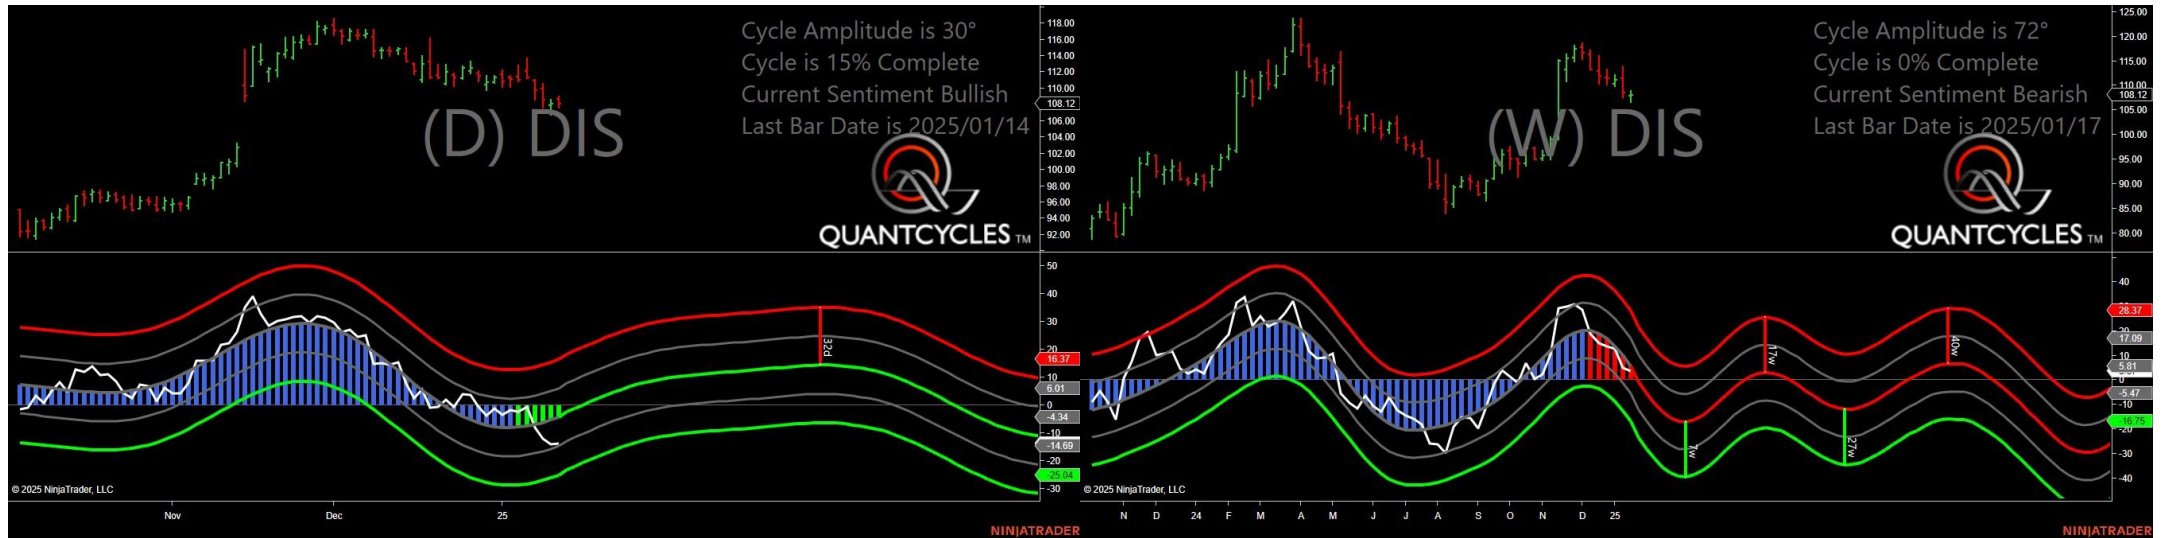 Cycle Amplitude is 30°
Cycle is 15% Complete
Current Sentiment Bullish
Last Bar Date is 2025/01/14
(D) DIS
QUANTCYCLES TM
118.00
116.00
114.00
112.00
110.00
108.12
106.00
104.00
102.00
100.00
98.00
96.00
94.00
92.00
50
40
30
20
16.37
10
6.01
0
-4.34
-10
-14.69
-20
-25.04
-30
32d
© 2025 NinjaTrader, LLC
Nov
Dec
25
NINJATRADER
Cycle Amplitude is 72°
Cycle is 0% Complete
Current Sentiment Bearish
Last Bar Date is 2025/01/17
(W) DIS
QUANTCYCLES TM
125.00
120.00
115.00
110.00
108.12
105.00
100.00
95.00
90.00
85.00
80.00
40
28.37
20
17.09
10
5.81
0
-5.47
-10
-16.75
-20
-30
-40
7w
17w
27w
40w
© 2025 NinjaTrader, LLC
N D 24 F M A M J J A S O N D 25
NINJATRADER